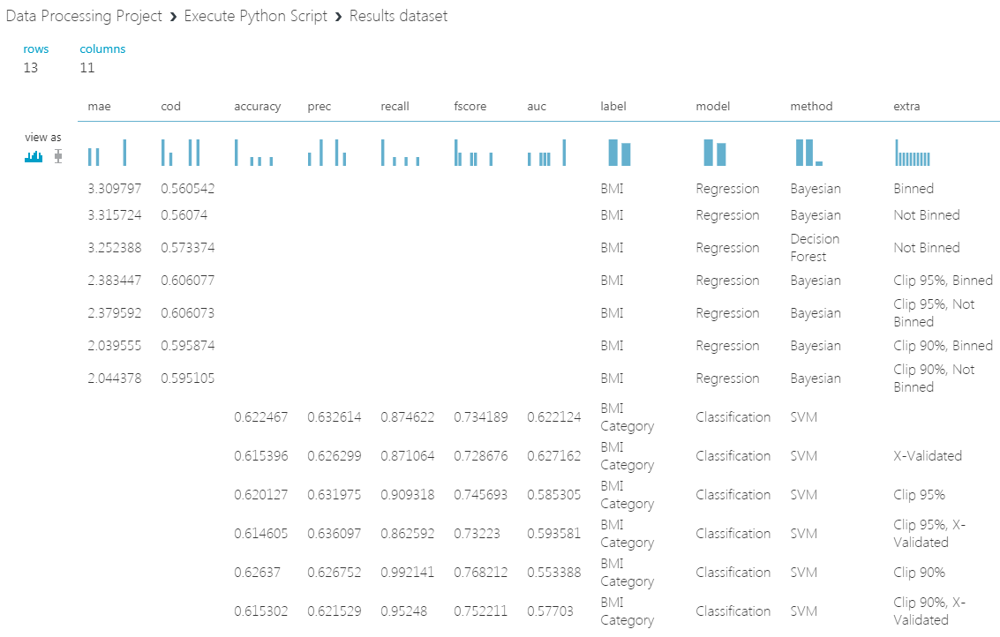 Data Processing Project ❯ Execute Python Script ❯ Results dataset
rows columns
13 11
mae cod accuracy prec recall fscore auc label model method extra
view as
3.309797 0.560542 BMI Regression Bayesian Binned
3.315724 0.56074 BMI Regression Bayesian Not Binned
3.252388 0.573374 BMI Regression Decision Forest Not Binned
2.383447 0.606077 BMI Regression Bayesian Clip 95%, Binned
2.379592 0.606073 BMI Regression Bayesian Clip 95%, Not Binned
2.039555 0.595874 BMI Regression Bayesian Clip 90%, Binned
2.044378 0.595105 BMI Regression Bayesian Clip 90%, Not Binned
0.622467 0.632614 0.874622 0.734189 0.622124 BMI Category Classification SVM
0.615396 0.626299 0.871064 0.728676 0.627162 BMI Category Classification SVM X-Validated
0.620127 0.631975 0.909318 0.745693 0.585305 BMI Category Classification SVM Clip 95%
0.614605 0.636097 0.862592 0.73223 0.593581 BMI Category Classification SVM Clip 95%, X-Validated
0.62637 0.626752 0.992141 0.768212 0.553388 BMI Category Classification SVM Clip 90%
0.615302 0.621529 0.95248 0.752211 0.57703 BMI Category Classification SVM Clip 90%, X-Validated